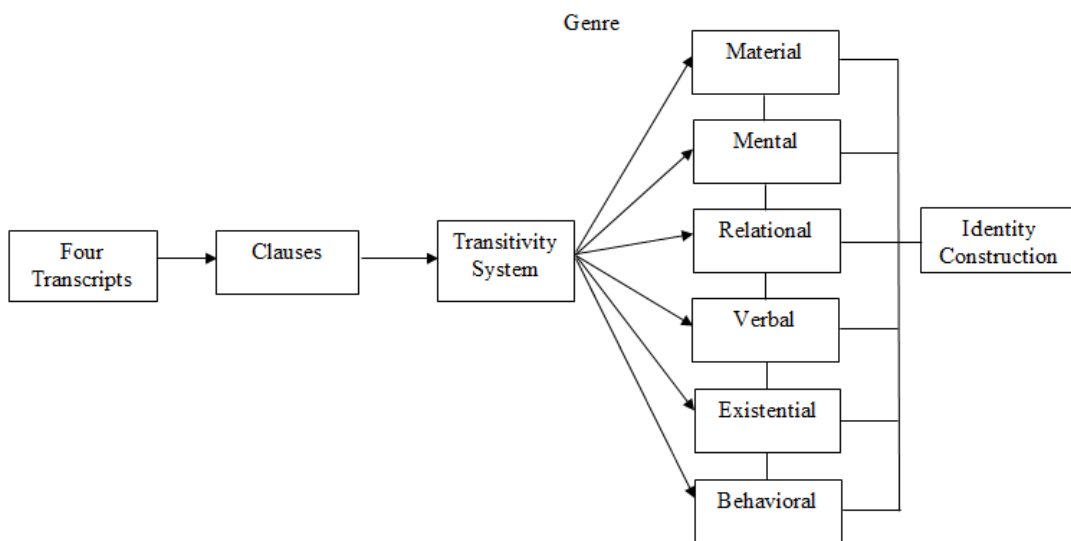 Genre
Four
Transcripts
Clauses
Transitivity
System
Material
Mental
Relational
Verbal
Existential
Behavioral
Identity
Construction